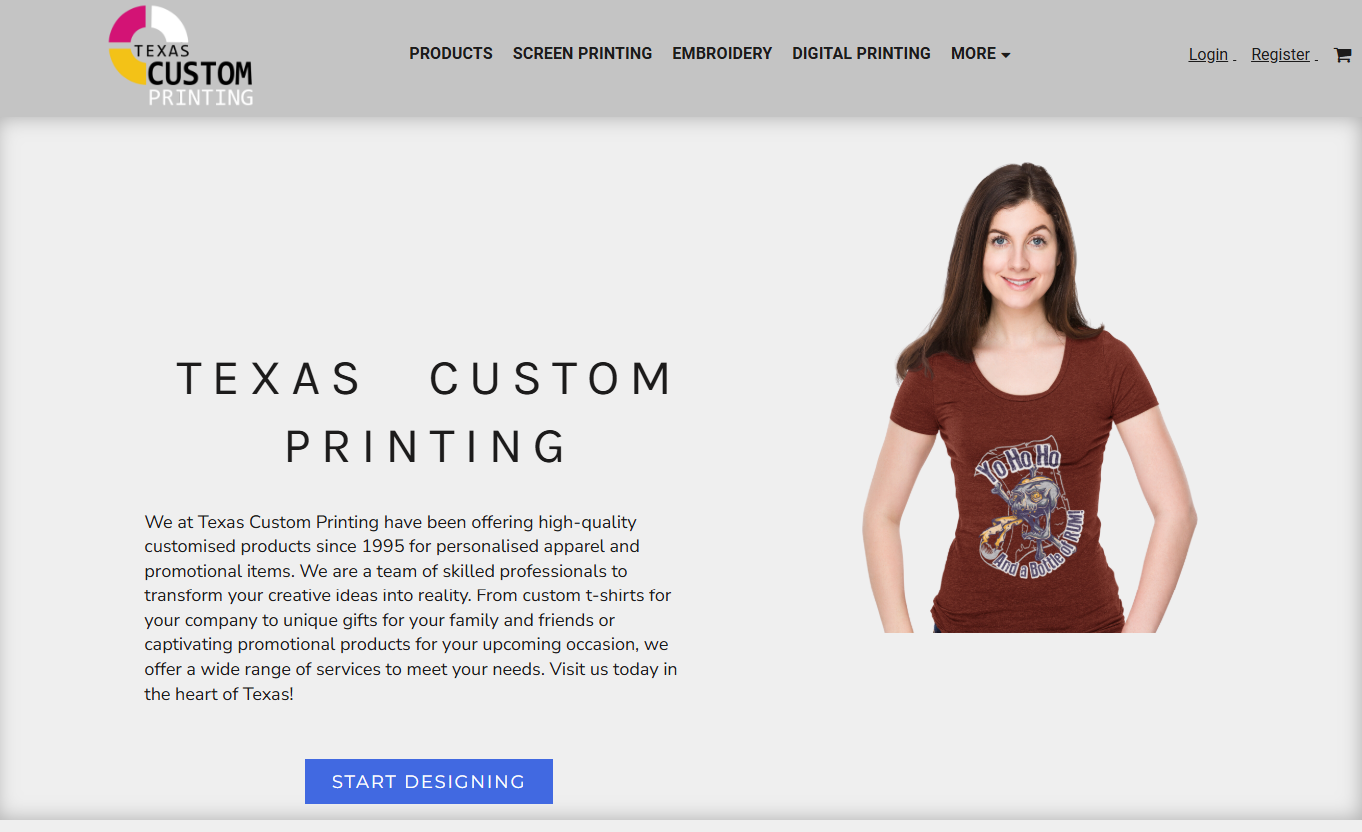 TEXAS
CUSTOM
PRINTING
PRODUCTS SCREEN PRINTING EMBROIDERY DIGITAL PRINTING MORE
Login Register
TEXAS CUSTOM
PRINTING
We at Texas Custom Printing have been offering high-quality
customised products since 1995 for personalised apparel and
promotional items. We are a team of skilled professionals to
transform your creative ideas into reality. From custom t-shirts for
your company to unique gifts for your family and friends or
captivating promotional products for your upcoming occasion, we
offer a wide range of services to meet your needs. Visit us today in
the heart of Texas!
START DESIGNING
Yo Ho Ho
And a Bottle of RUM!